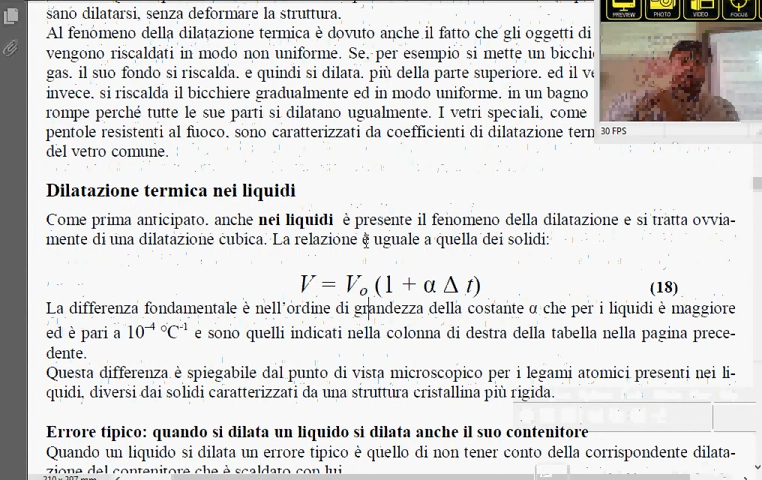 sano dilatarsi, senza deformare la struttura.
PREVIEW PHOTO VIDEO FOCUS
Al fenomeno della dilatazione termica è dovuto anche il fatto che gli oggetti di
vengono riscaldati in modo non uniforme. Se, per esempio si mette un bicchi
gas, il suo fondo si riscalda, e quindi si dilata, più della parte superiore, ed il ve
invece, si riscalda il bicchiere gradualmente ed in modo uniforme, in un bagno
rompe perché tutte le sue parti si dilatano ugualmente. I vetri speciali, come
pentole resistenti al fuoco, sono caratterizzati da coefficienti di dilatazione term
30 FPS
del vetro comune.
Dilatazione termica nei liquidi
Come prima anticipato, anche nei liquidi è presente il fenomeno della dilatazione e si tratta ovvia-
mente di una dilatazione cubica. La relazione è uguale a quella dei solidi:
V = Vo (1 + α Δ t) (18)
La differenza fondamentale è nell'ordine di grandezza della costante α che per i liquidi è maggiore
ed è pari a 10⁻⁴ °C⁻¹ e sono quelli indicati nella colonna di destra della tabella nella pagina prece-
dente.
Questa differenza è spiegabile dal punto di vista microscopico per i legami atomici presenti nei li-
quidi, diversi dai solidi caratterizzati da una struttura cristallina più rigida.
Errore tipico: quando si dilata un liquido si dilata anche il suo contenitore
Quando un liquido si dilata un errore tipico è quello di non tener conto della corrispondente dilata-
zione del contenitore che è scaldato con lui.
210 x 297 mm